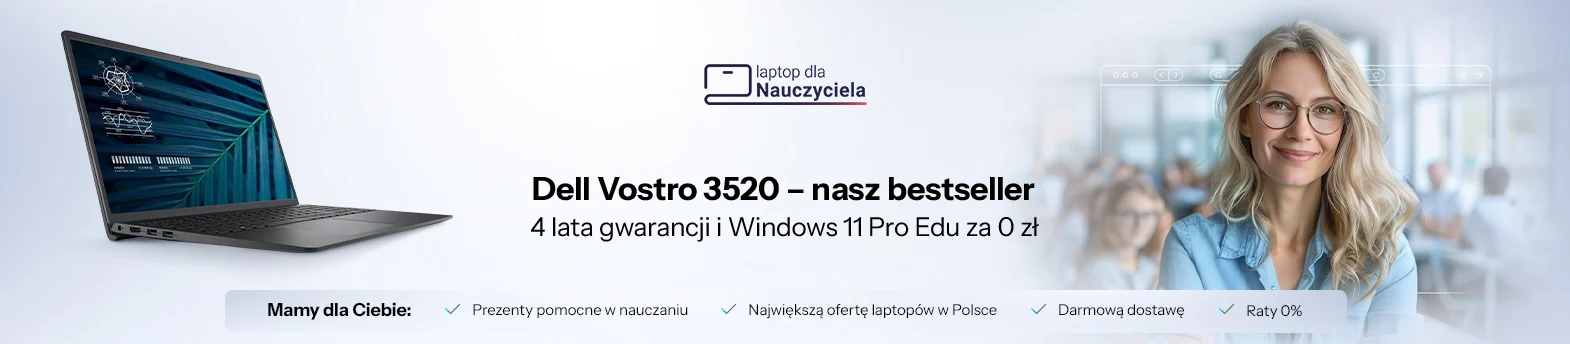 laptop dla
Nauczyciela
Dell Vostro 3520 – nasz bestseller
4 lata gwarancji i Windows 11 Pro Edu za 0 zł
Mamy dla Ciebie:
Prezenty pomocne w nauczaniu
Największą ofertę laptopów w Polsce
Darmową dostawę
Raty 0%